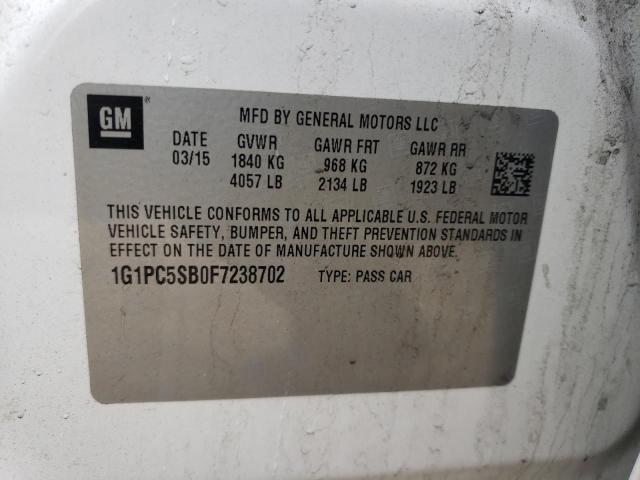 GM ®
MFD BY GENERAL MOTORS LLC
DATE GVWR GAWR FRT GAWR RR
03/15 1840 KG 968 KG 872 KG
4057 LB 2134 LB 1923 LB
THIS VEHICLE CONFORMS TO ALL APPLICABLE U.S. FEDERAL MOTOR
VEHICLE SAFETY, BUMPER, AND THEFT PREVENTION STANDARDS IN
EFFECT ON THE DATE OF MANUFACTURE SHOWN ABOVE.
1G1PC5SB0F7238702 TYPE: PASS CAR